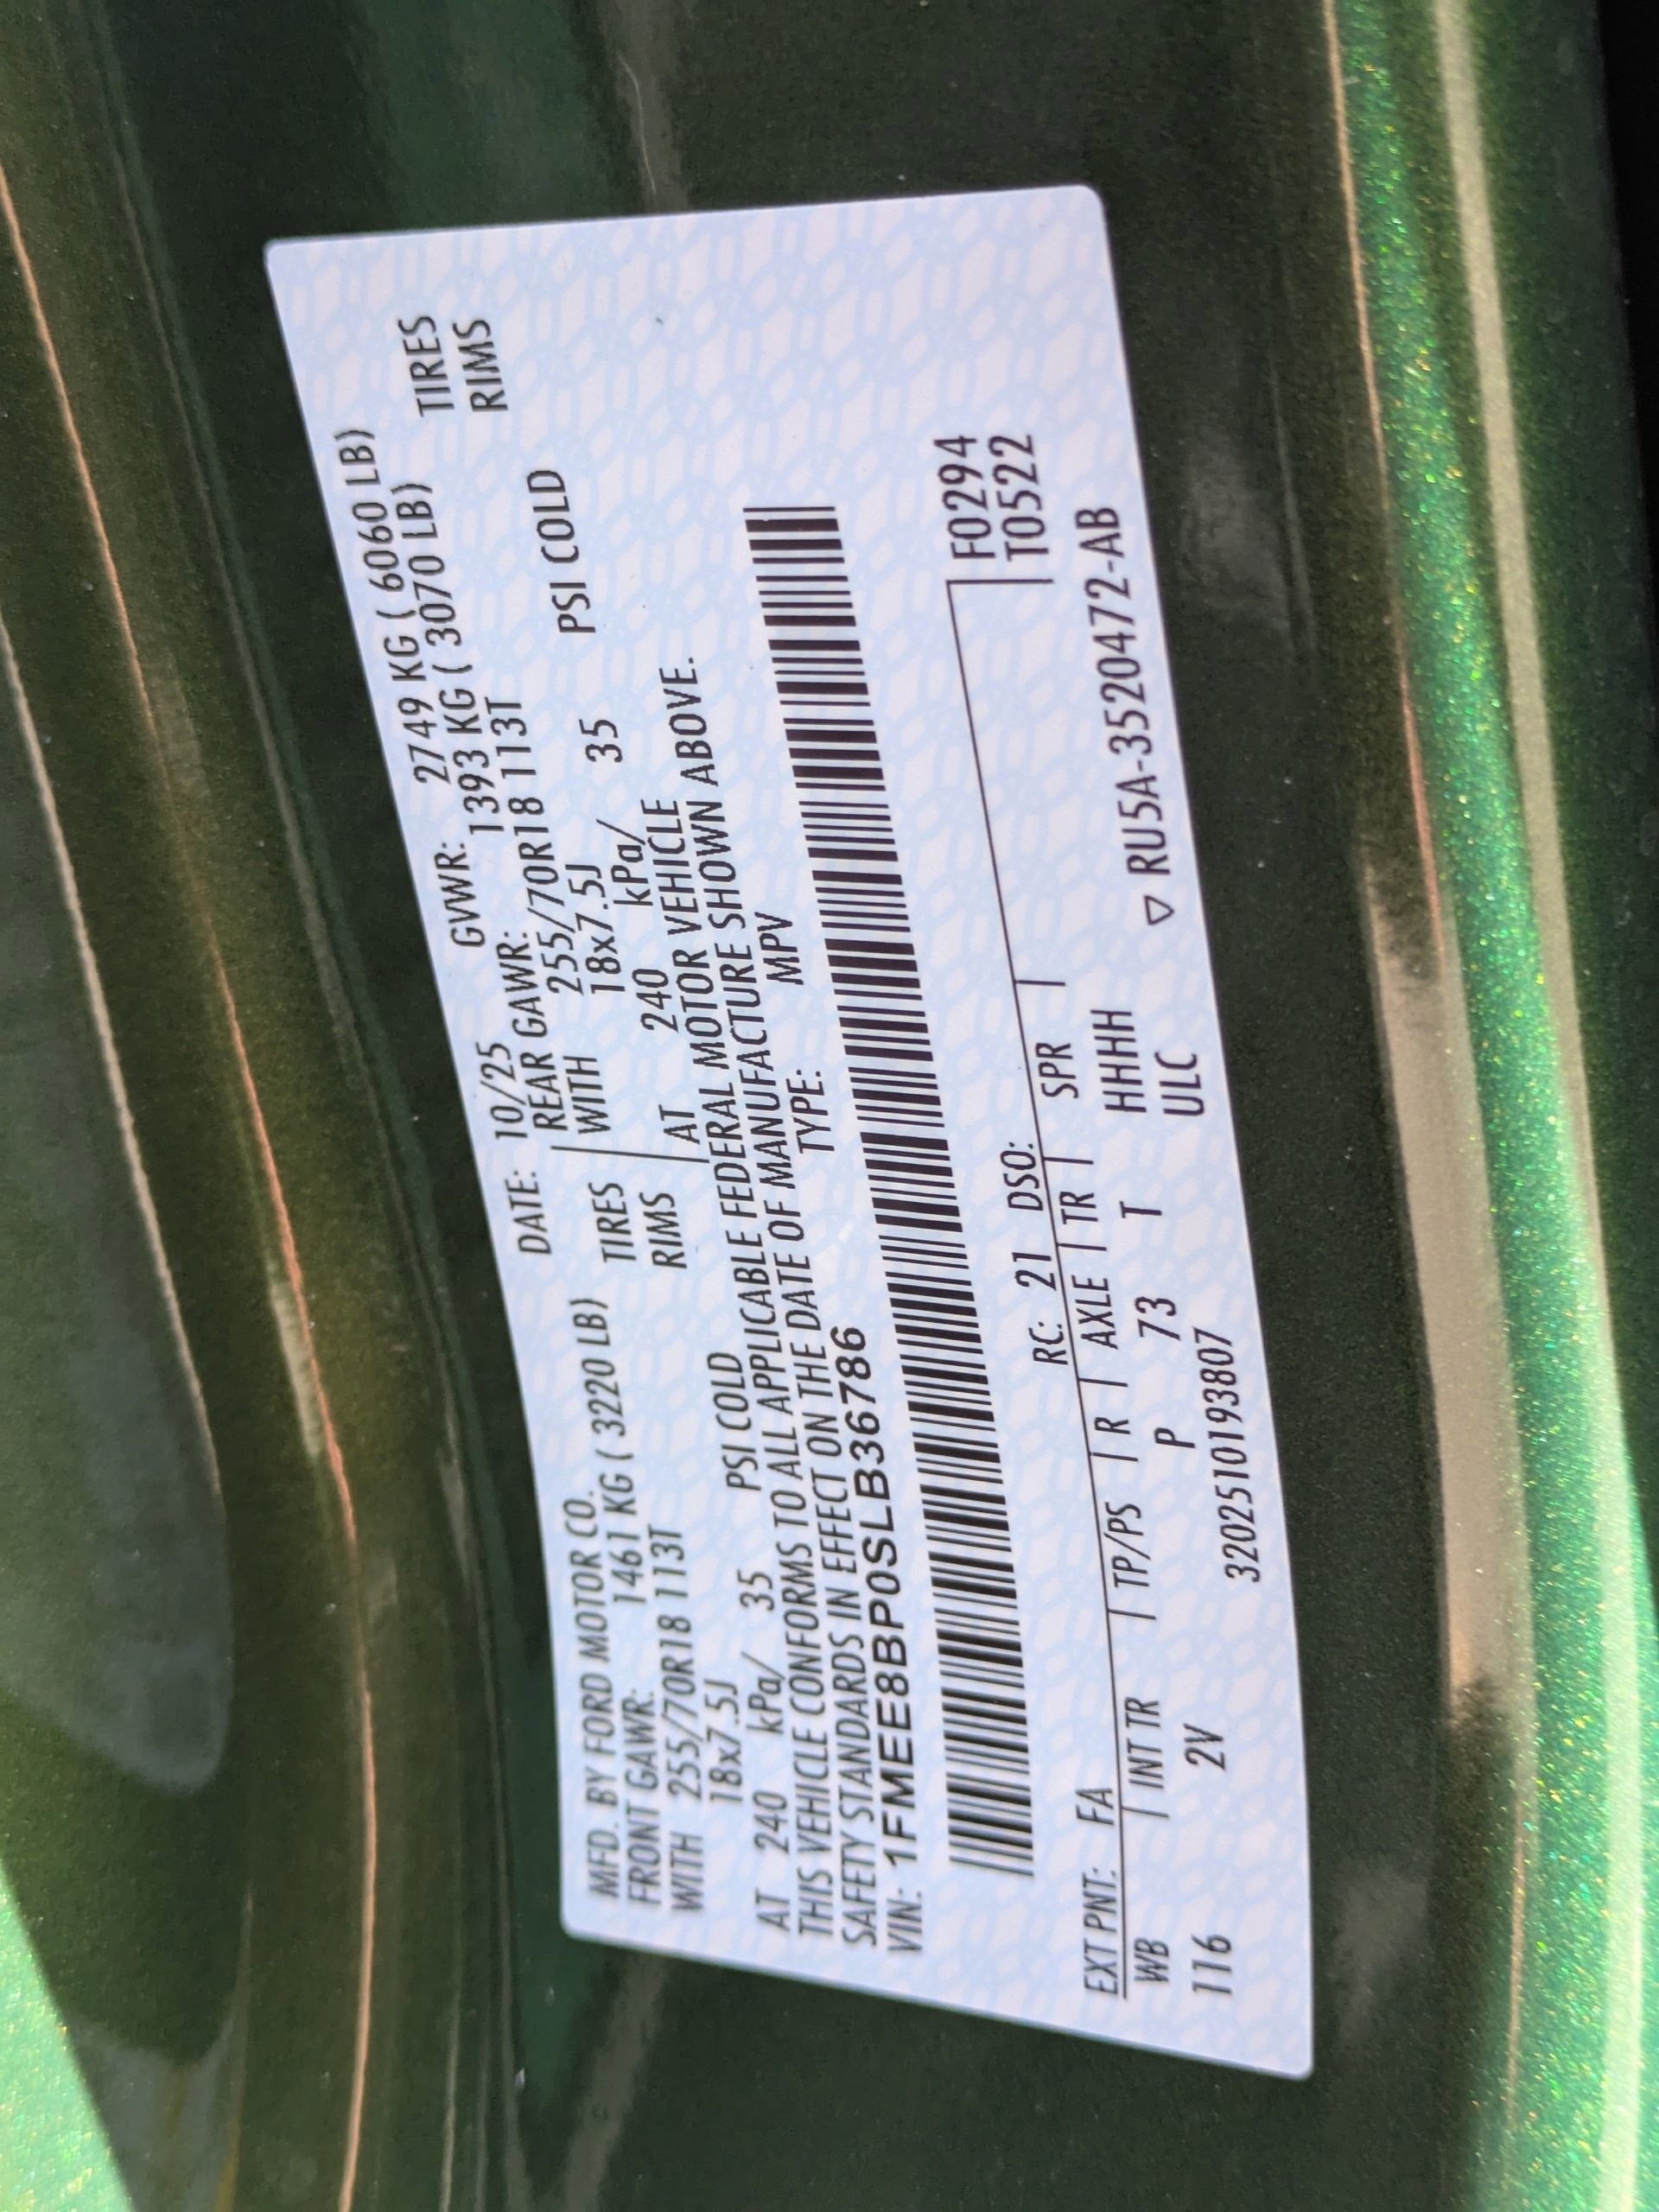 MFD. BY FORD MOTOR CO. DATE: 10/25 GVWR: 2749 KG ( 6060 LB)
FRONT GAWR: 1461 KG ( 3220 LB) REAR GAWR: 1393 KG ( 3070 LB)
WITH 255/70R18 113T TIRES WITH 255/70R18 113T TIRES
18x7.5J RIMS 18x7.5J RIMS
AT 240 kPa/ 35 PSI COLD AT 240 kPa/ 35 PSI COLD
THIS VEHICLE CONFORMS TO ALL APPLICABLE FEDERAL MOTOR VEHICLE
SAFETY STANDARDS IN EFFECT ON THE DATE OF MANUFACTURE SHOWN ABOVE.
VIN: 1FMEE8BP0SLB36786 TYPE: MPV
F0294
T0522
EXT PNT: FA RC: 21 DSO:
WB INT TR TP/PS R AXLE TR SPR
116 2V P 73 T HHHH ▽ RU5A-3520472-AB
3202510193807 ULC